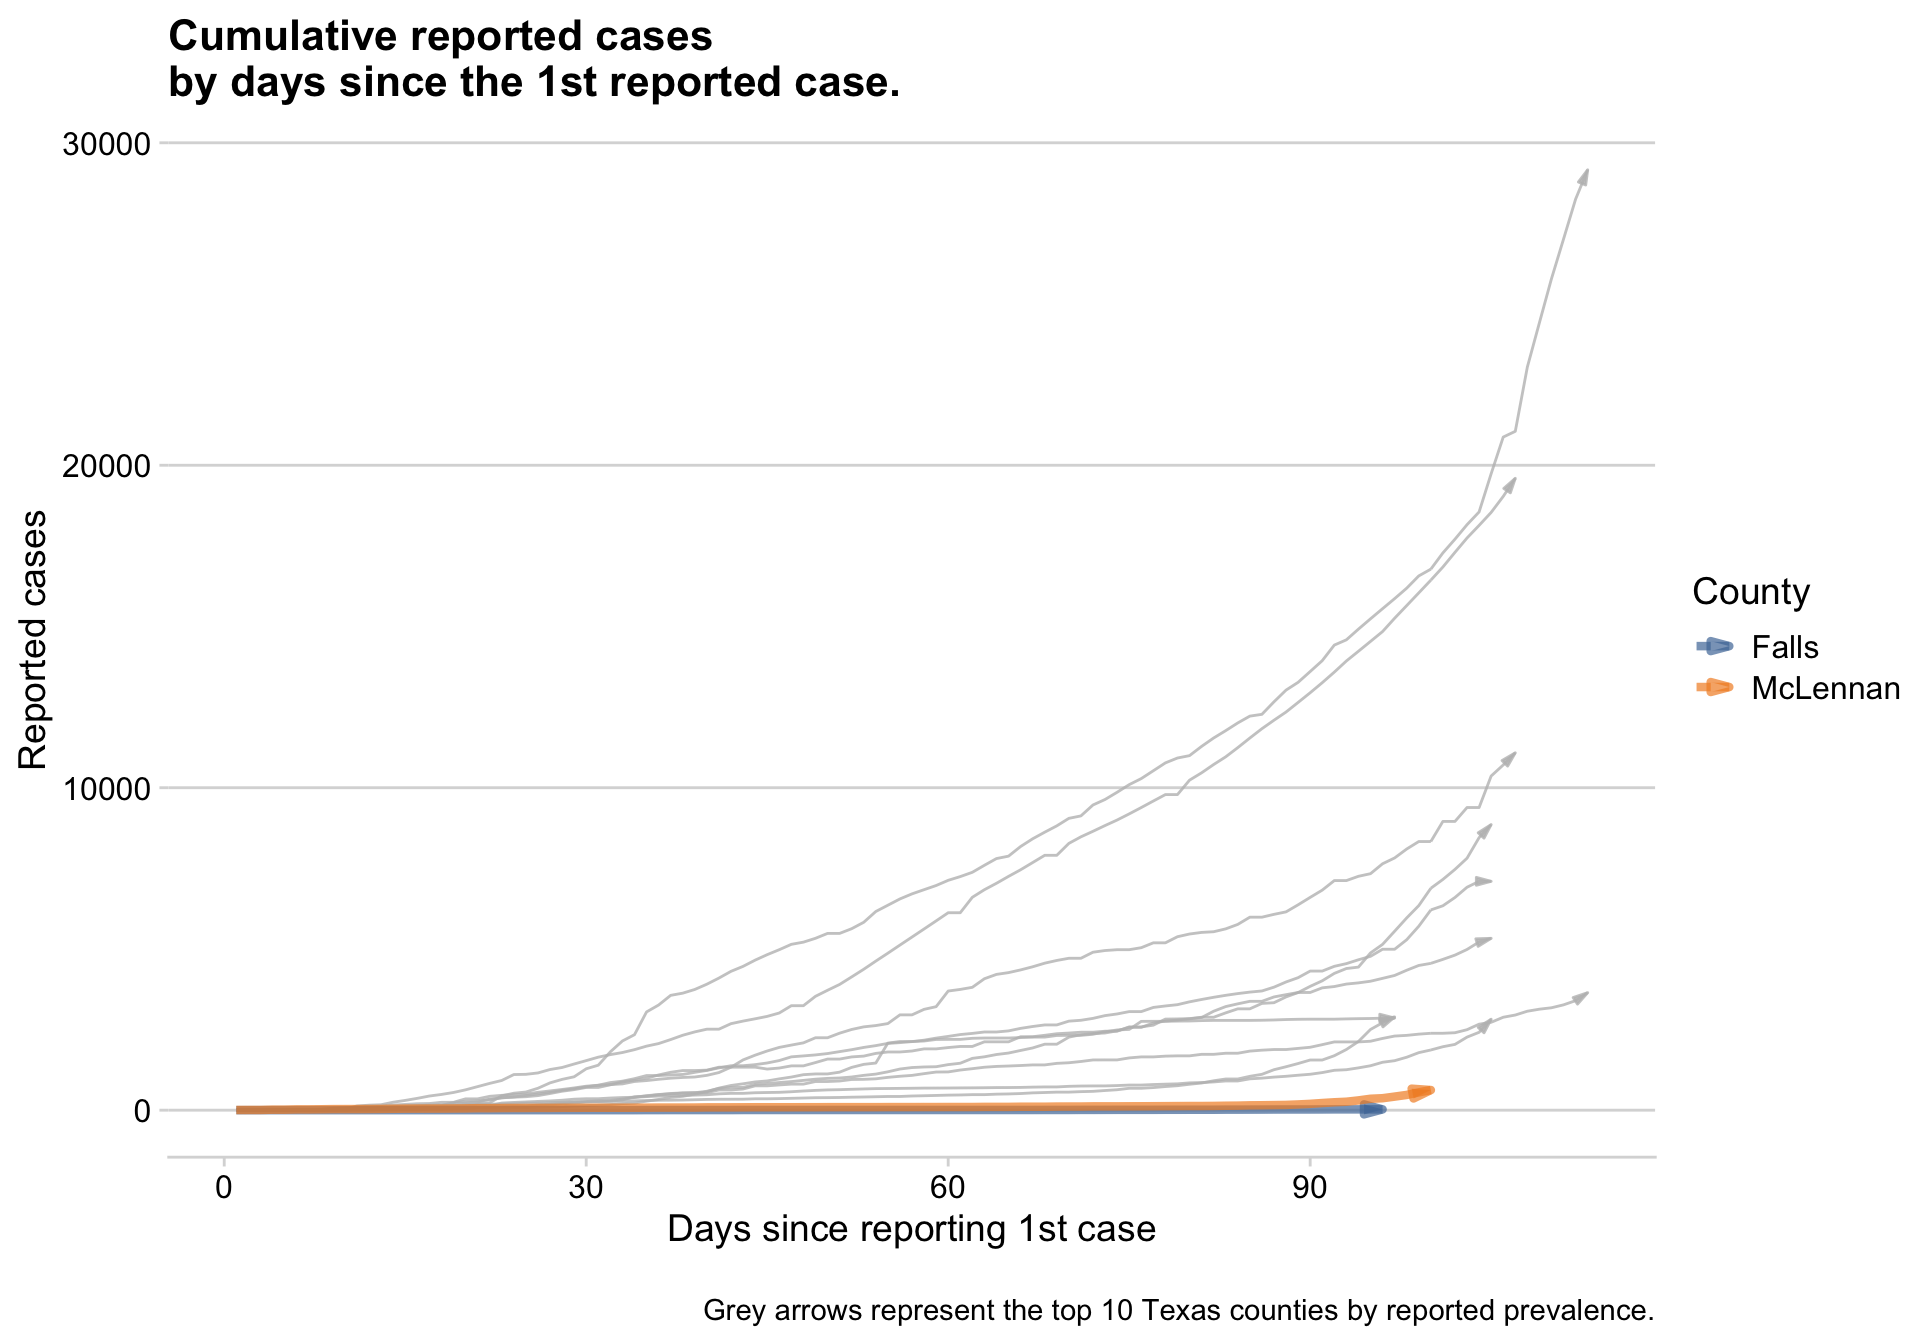 Cumulative reported cases
by days since the 1st reported case.
30000
20000
10000
0
Reported cases
0
30
60
90
Days since reporting 1st case
County
Falls
McLennan
Grey arrows represent the top 10 Texas counties by reported prevalence.